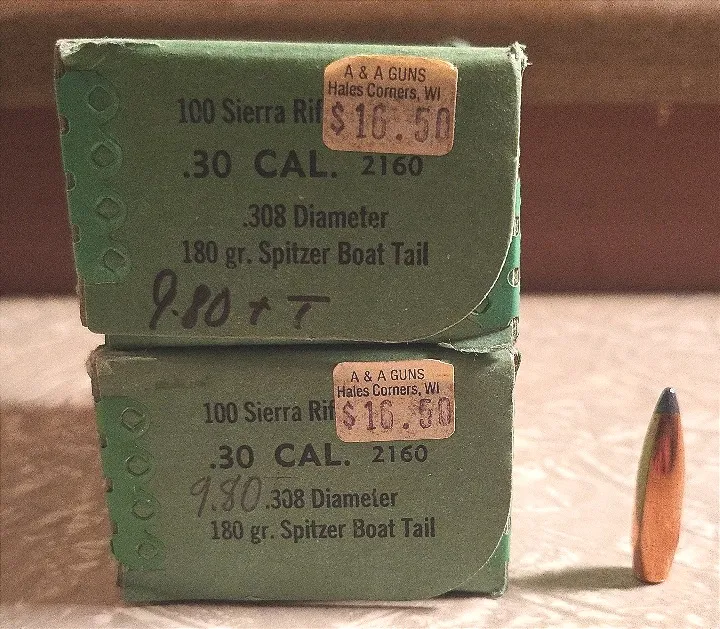 A & A GUNS
Hales Corners, WI
$16.50
100 Sierra Rif
.30 CAL. 2160
.308 Diameter
180 gr. Spitzer Boat Tail
9.80 + T
A & A GUNS
Hales Corners, WI
$16.50
100 Sierra Rif
.30 CAL. 2160
9.80 .308 Diameter
180 gr. Spitzer Boat Tail